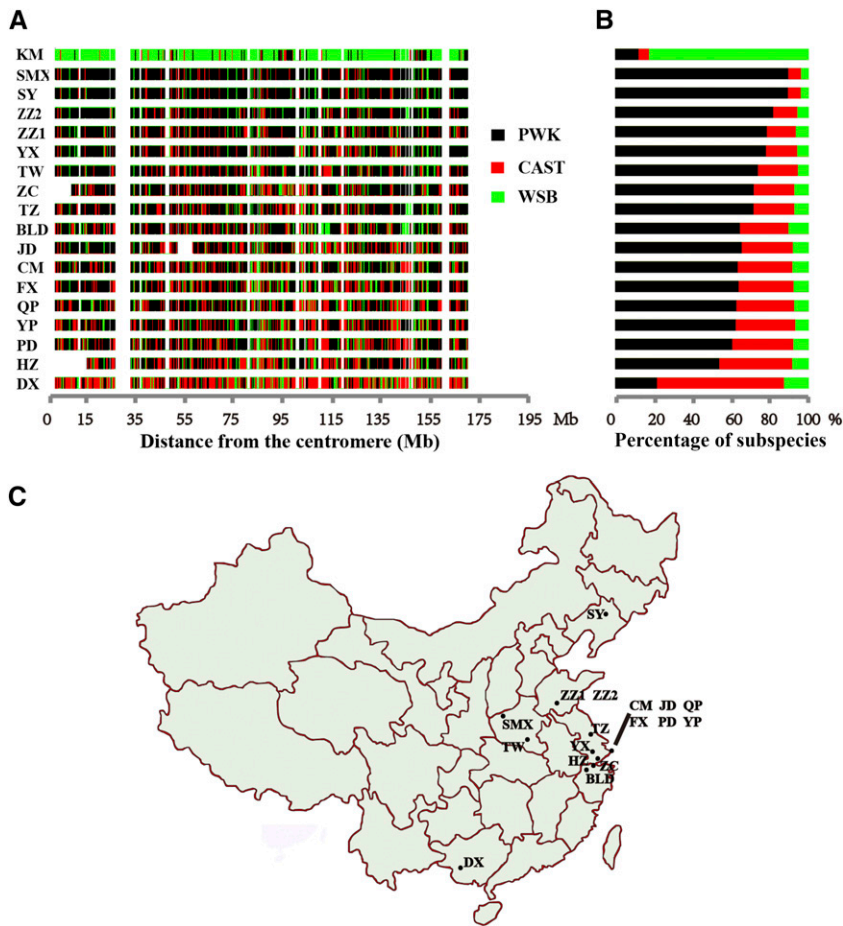 A
B
KM
SMX
SY
ZZ2
ZZ1
YX
TW
ZC
TZ
BLD
JD
CM
FX
QP
YP
PD
HZ
DX
PWK
CAST
WSB
0 15 35 55 75 95 115 135 155 175 195 Mb
Distance from the centromere (Mb)
0 20 40 60 80 100 %
Percentage of subspecies
C
SY
ZZ1 ZZ2
CM JD QP
FX PD YP
SMX
TZ
TW
YX
HZ
ZC
BLD
DX